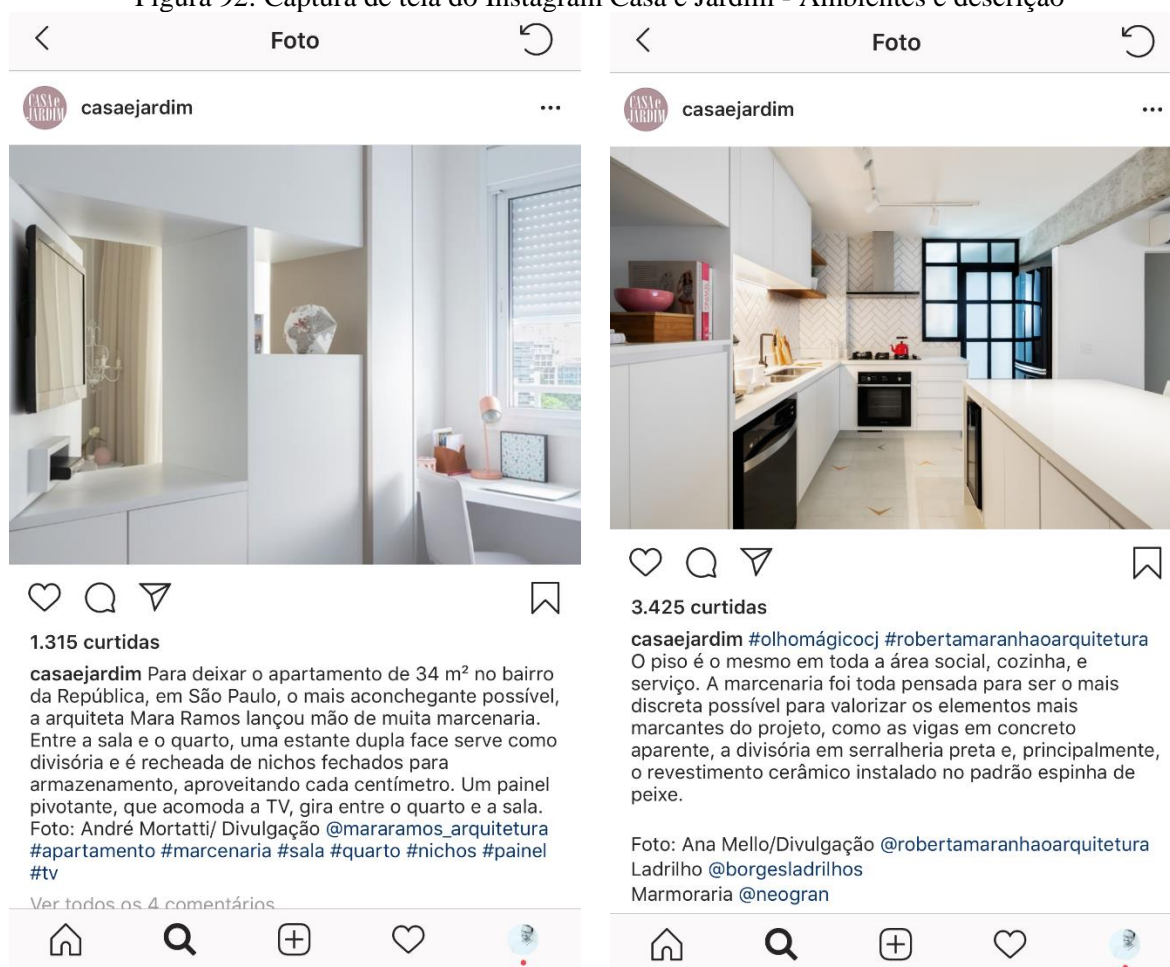 Figura 92: Captura de tela do Instagram Casa e Jardim - Ambientes e descrição
Foto
CASA e
JARDIM
casaejardim
1.315 curtidas
casaejardim Para deixar o apartamento de 34 m² no bairro
da República, em São Paulo, o mais aconchegante possível,
a arquiteta Mara Ramos lançou mão de muita marcenaria.
Entre a sala e o quarto, uma estante dupla face serve como
divisória e é recheada de nichos fechados para
armazenamento, aproveitando cada centímetro. Um painel
pivotante, que acomoda a TV, gira entre o quarto e a sala.
Foto: André Mortatti/ Divulgação @mararamos_arquitetura
#apartamento #marcenaria #sala #quarto #nichos #painel
#tv
Ver todos os 4 comentários
Foto
CASA e
JARDIM
casaejardim
3.425 curtidas
casaejardim #olhomágicocj #robertamaranhaoarquitetura
O piso é o mesmo em toda a área social, cozinha, e
serviço. A marcenaria foi toda pensada para ser o mais
discreta possível para valorizar os elementos mais
marcantes do projeto, como as vigas em concreto
aparente, a divisória em serralheria preta e, principalmente,
o revestimento cerâmico instalado no padrão espinha de
peixe.
Foto: Ana Mello/Divulgação @robertamaranhaoarquitetura
Ladrilho @borgesladrilhos
Marmoraria @neogran